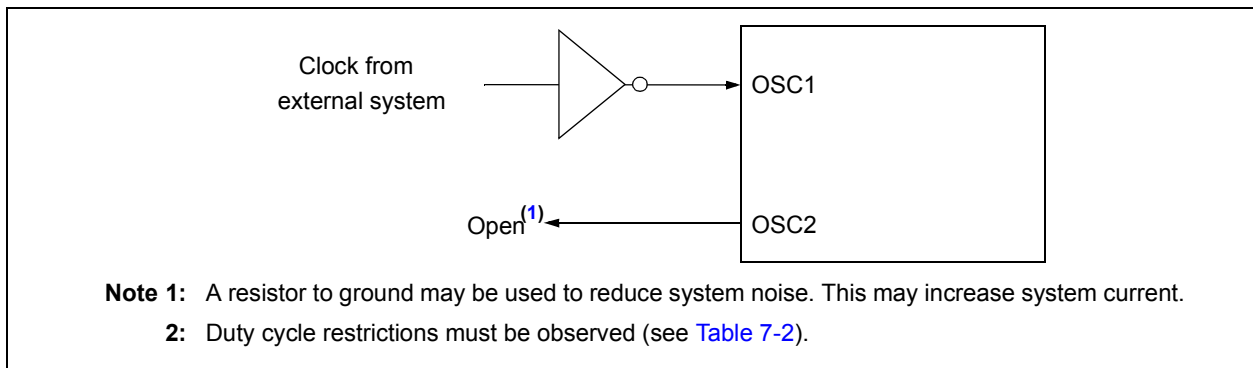 Clock from
external system
OSC1
Open(1)
OSC2
Note 1: A resistor to ground may be used to reduce system noise. This may increase system current.
2: Duty cycle restrictions must be observed (see Table 7-2).